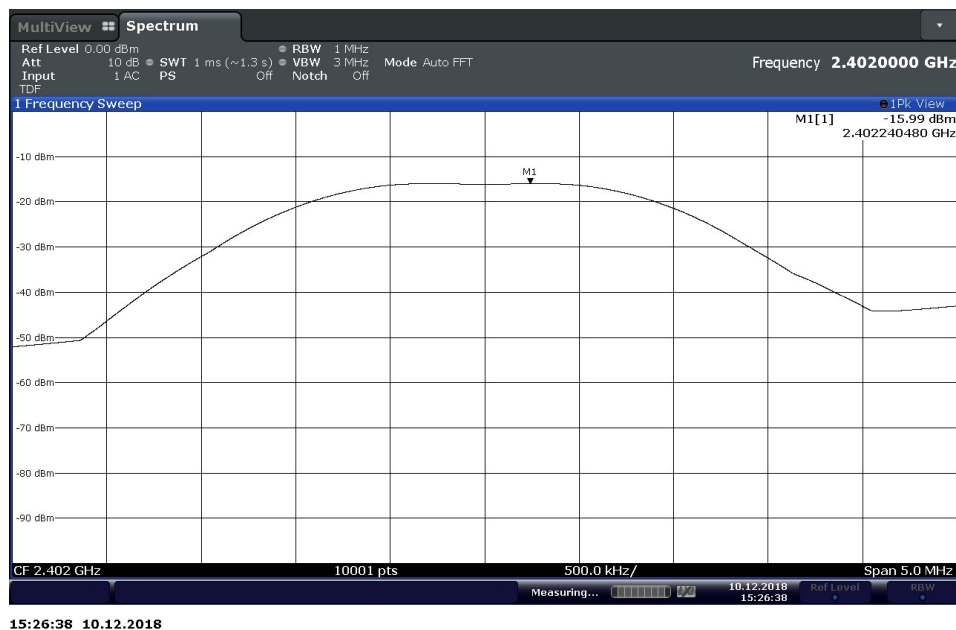 MultiView Spectrum
Ref Level 0.00 dBm RBW 1 MHz
Att 10 dB SWT 1 ms (~1.3 s) VBW 3 MHz Mode Auto FFT Frequency 2.4020000 GHz
Input 1 AC PS Off Notch Off
TDF
1 Frequency Sweep 1Pk View
M1[1] -15.99 dBm
2.402240480 GHz
-10 dBm
M1
-20 dBm
-30 dBm
-40 dBm
-50 dBm
-60 dBm
-70 dBm
-80 dBm
-90 dBm
CF 2.402 GHz 10001 pts 500.0 kHz/ Span 5.0 MHz
Measuring... 10.12.2018 Ref Level RBW
15:26:38
15:26:38 10.12.2018